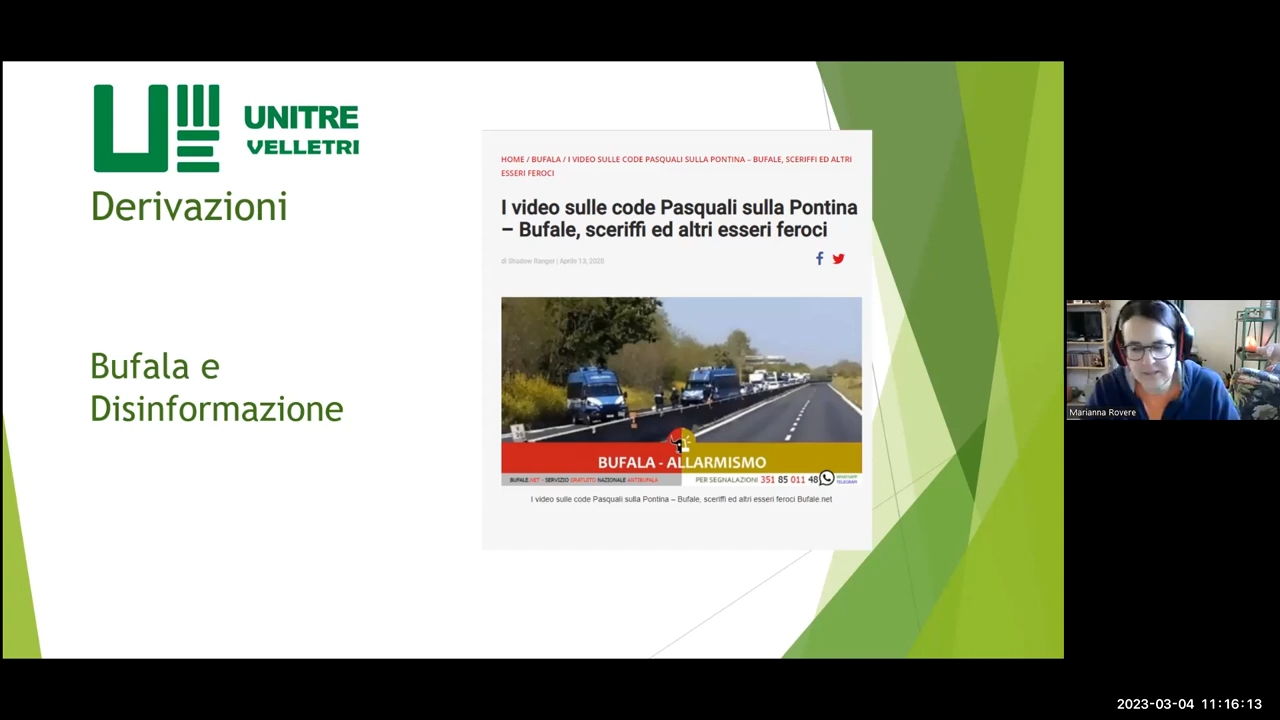 UNITRE
VELLETRI
Derivazioni
Bufala e
Disinformazione
HOME / BUFALA / I VIDEO SULLE CODE PASQUALI SULLA PONTINA – BUFALE, SCERIFFI ED ALTRI
ESSERI FEROCI
I video sulle code Pasquali sulla Pontina
– Bufale, sceriffi ed altri esseri feroci
di Shadow Ranger | Aprile 13, 2020
BUFALA - ALLARMISMO
BUFALE.NET - SERVIZIO GRATUITO NAZIONALE ANTIBUFALA
PER SEGNALAZIONI 351 85 011 48 WHATSAPP
TELEGRAM
I video sulle code Pasquali sulla Pontina – Bufale, sceriffi ed altri esseri feroci Bufale.net
Marianna Rovere
2023-03-04 11:16:13